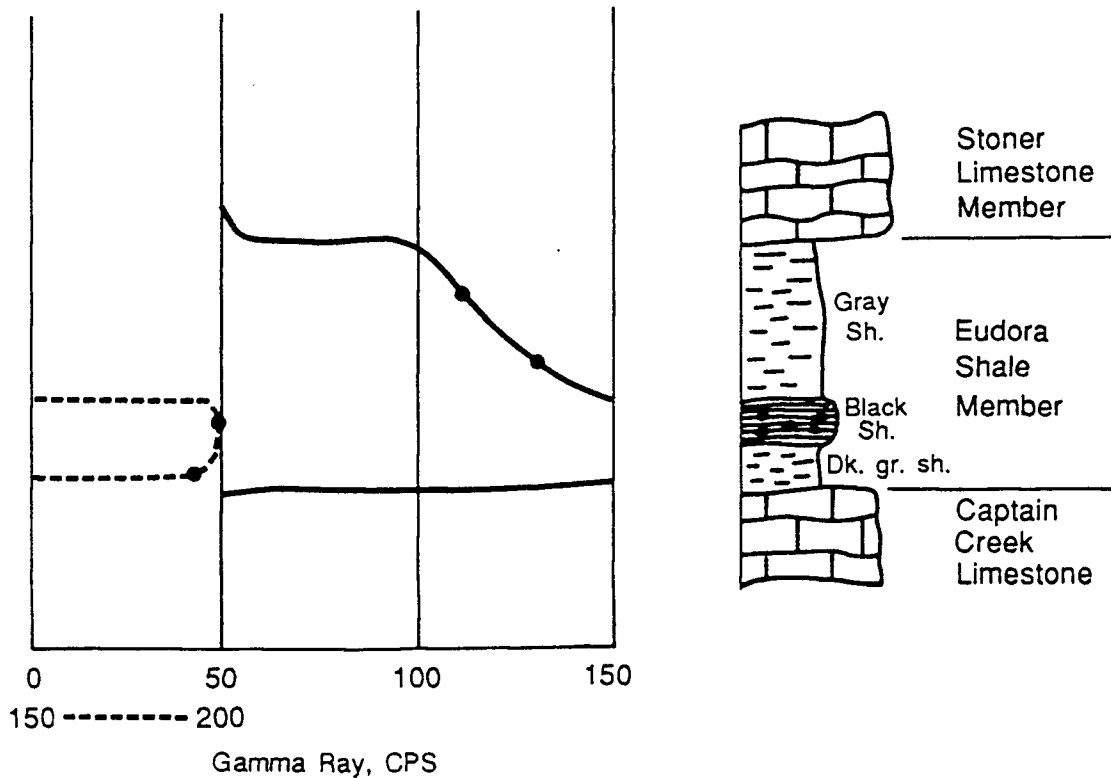 Stoner
Limestone
Member
Gray
Sh.
Eudora
Shale
Member
Black
Sh.
Dk. gr. sh.
Captain
Creek
Limestone
0 50 100 150
150 200
Gamma Ray, CPS